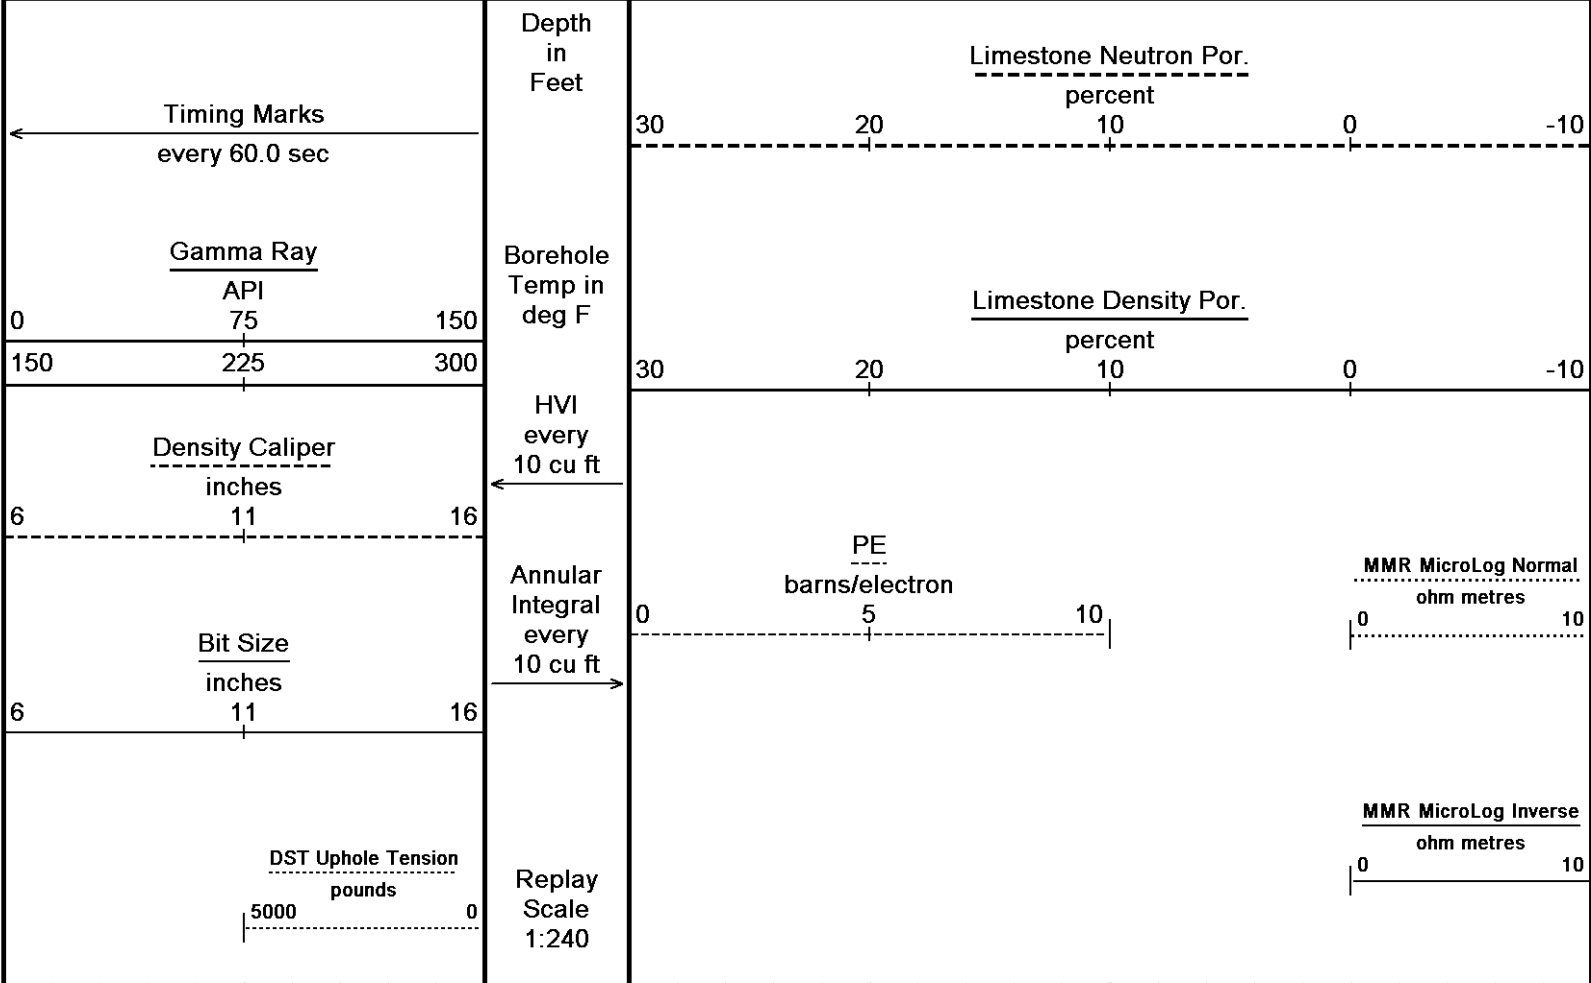 Timing Marks
every 60.0 sec
Gamma Ray
API
0 75 150
150 225 300
Density Caliper
inches
6 11 16
Bit Size
inches
6 11 16
DST Uphole Tension
pounds
5000 0
Depth
in
Feet
Borehole
Temp in
deg F
HVI
every
10 cu ft
Annular
Integral
every
10 cu ft
Replay
Scale
1:240
Limestone Neutron Por.
percent
30 20 10 0 -10
Limestone Density Por.
percent
30 20 10 0 -10
PE
barns/electron
0 5 10
MMR MicroLog Normal
ohm metres
0 10
MMR MicroLog Inverse
ohm metres
0 10